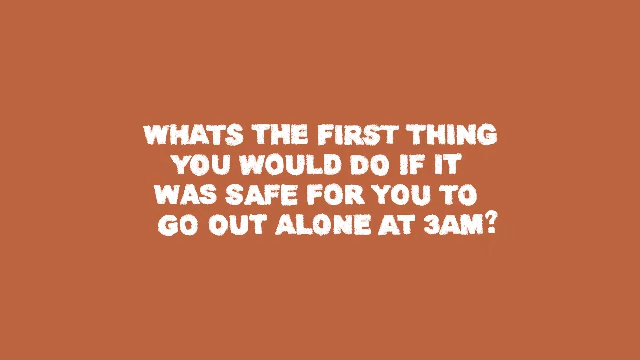 WHATS THE FIRST THING
YOU WOULD DO IF IT
WAS SAFE FOR YOU TO
GO OUT ALONE AT 3AM?